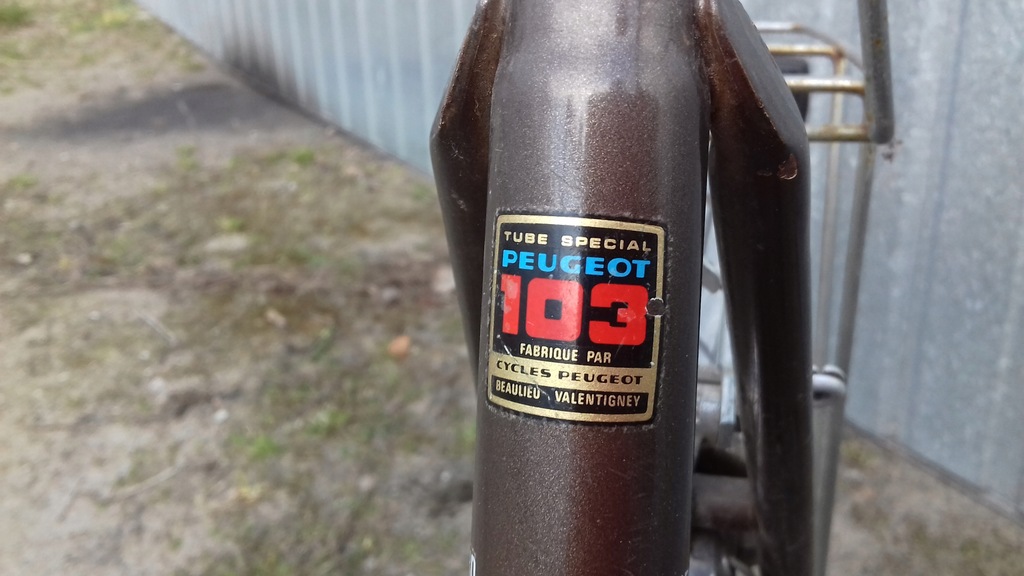 TUBE SPECIAL
PEUGEOT
103
FABRIQUE PAR
CYCLES PEUGEOT
BEAULIEU VALENTIGNEY